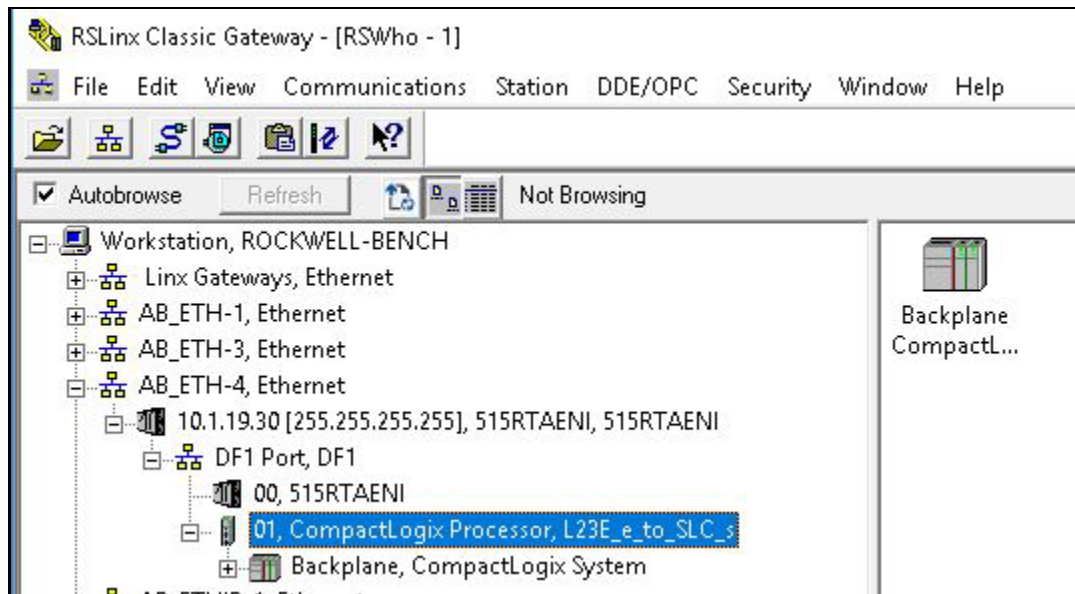 RSLinx Classic Gateway - [RSWho - 1]
File Edit View Communications Station DDE/OPC Security Window Help
Autobrowse Refresh Not Browsing
Workstation, ROCKWELL-BENCH
Linx Gateways, Ethernet
AB_ETH-1, Ethernet
AB_ETH-3, Ethernet
AB_ETH-4, Ethernet
10.1.19.30 [255.255.255.255], 515RTAENI, 515RTAENI
DF1 Port, DF1
00, 515RTAENI
01, CompactLogix Processor, L23E_e_to_SLC_s
Backplane, CompactLogix System
Backplane
CompactL...